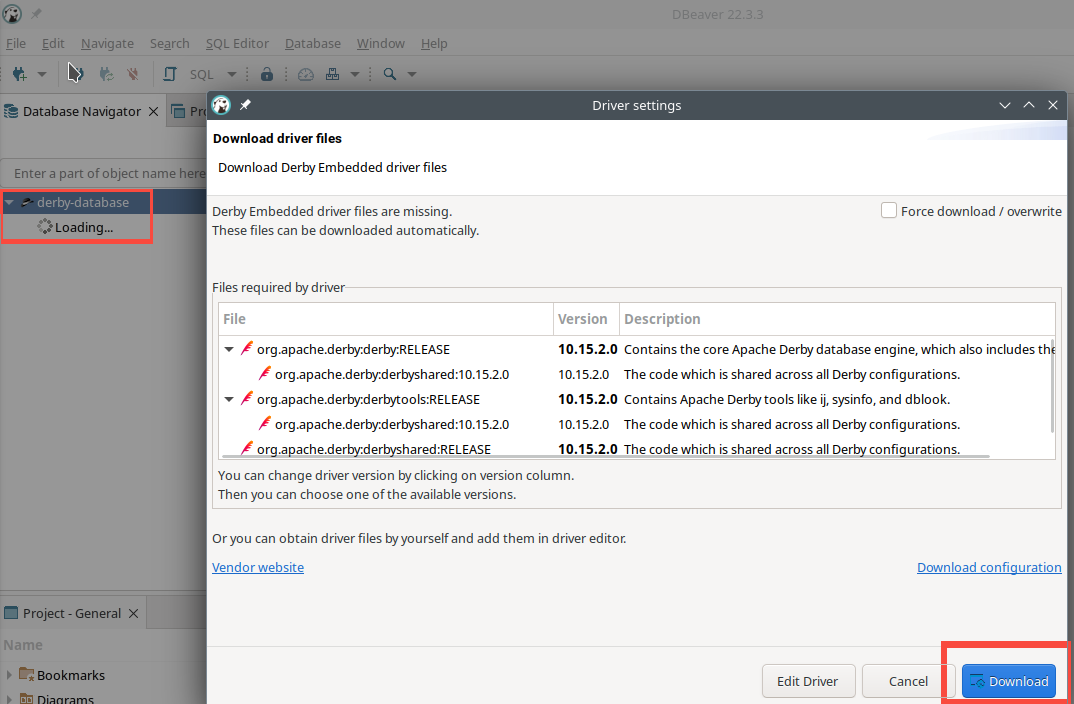 DBeaver 22.3.3
File Edit Navigate Search SQL Editor Database Window Help
SQL
Database Navigator
Pro
Enter a part of object name here
derby-database
Loading...
Driver settings
Download driver files
Download Derby Embedded driver files
Derby Embedded driver files are missing.
Force download / overwrite
These files can be downloaded automatically.
Files required by driver
File Version Description
org.apache.derby:derby:RELEASE 10.15.2.0 Contains the core Apache Derby database engine, which also includes the
org.apache.derby:derbyshared:10.15.2.0 10.15.2.0 The code which is shared across all Derby configurations.
org.apache.derby:derbytools:RELEASE 10.15.2.0 Contains Apache Derby tools like ij, sysinfo, and dblook.
org.apache.derby:derbyshared:10.15.2.0 10.15.2.0 The code which is shared across all Derby configurations.
org.apache.derby:derbyshared:RELEASE 10.15.2.0 The code which is shared across all Derby configurations.
You can change driver version by clicking on version column.
Then you can choose one of the available versions.
Or you can obtain driver files by yourself and add them in driver editor.
Vendor website
Download configuration
Project - General
Name
Bookmarks
Diagrams
Edit Driver
Cancel
Download